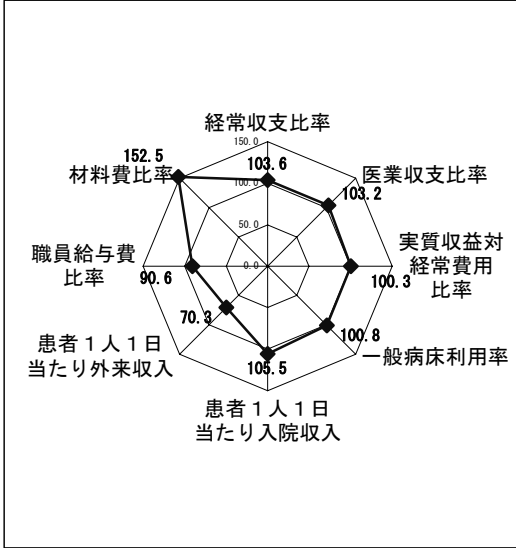 経常収支比率
150.0
152.5
103.6
材料費比率
100.0
103.2
医業収支比率
50.0
職員給与費
比率
90.6
0.0
100.3
実質収益対
経常費用
比率
70.3
100.8
患者1人1日
当たり外来収入
105.5
一般病床利用率
患者1人1日
当たり入院収入